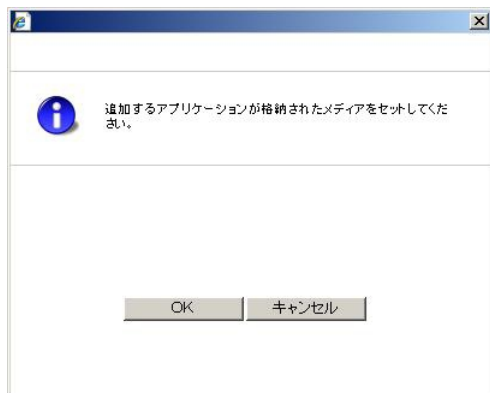 追加するアプリケーションが格納されたメディアをセットしてくだ
さい。
OK キャンセル